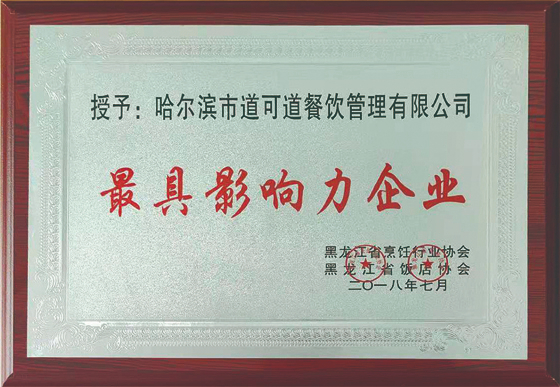 授予：哈尔滨市道可道餐饮管理有限公司
最具影响力企业
黑龙江省烹饪行业协会
黑龙江省饭店协会
二〇一八年七月